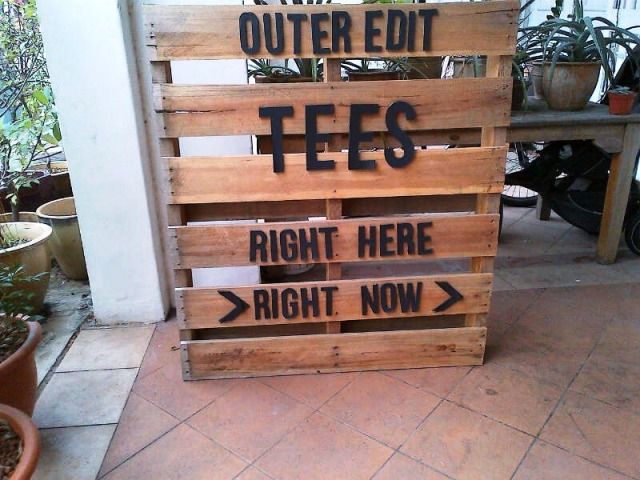 OUTER EDIT
TEES
RIGHT HERE
> RIGHT NOW >